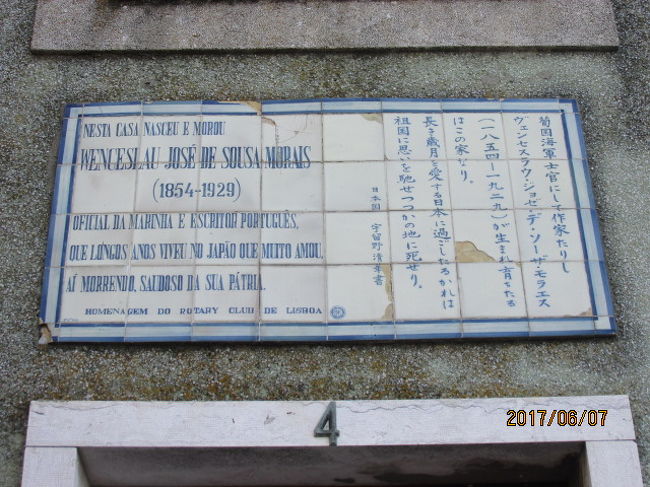 NESTA CASA NASCEU E MOROU
WENCESLAU JOSÉ DE SOUSA MORAIS
(1854-1929)
OFICIAL DA MARINHA E ESCRITOR PORTUGUÊS,
QUE LONGOS ANOS VIVEU NO JAPÃO QUE MUITO AMOU,
AÍ MORRENDO, SAUDOSO DA SUA PÁTRIA.
HOMENAGEM DO ROTARY CLUB DE LISBOA
葡国海軍士官にして作家たりし
ヴェンセスラウ・ジョゼ・デ・ソーザ・モラエス
(一八五四―一九二九)が生まれ育ちたる
はこの家なり。
長き歳月を愛する日本に過ごしたるかれは
祖国に思いを馳せつつかの地に死せり。
日本国 宇留野清華書
4
2017/06/07